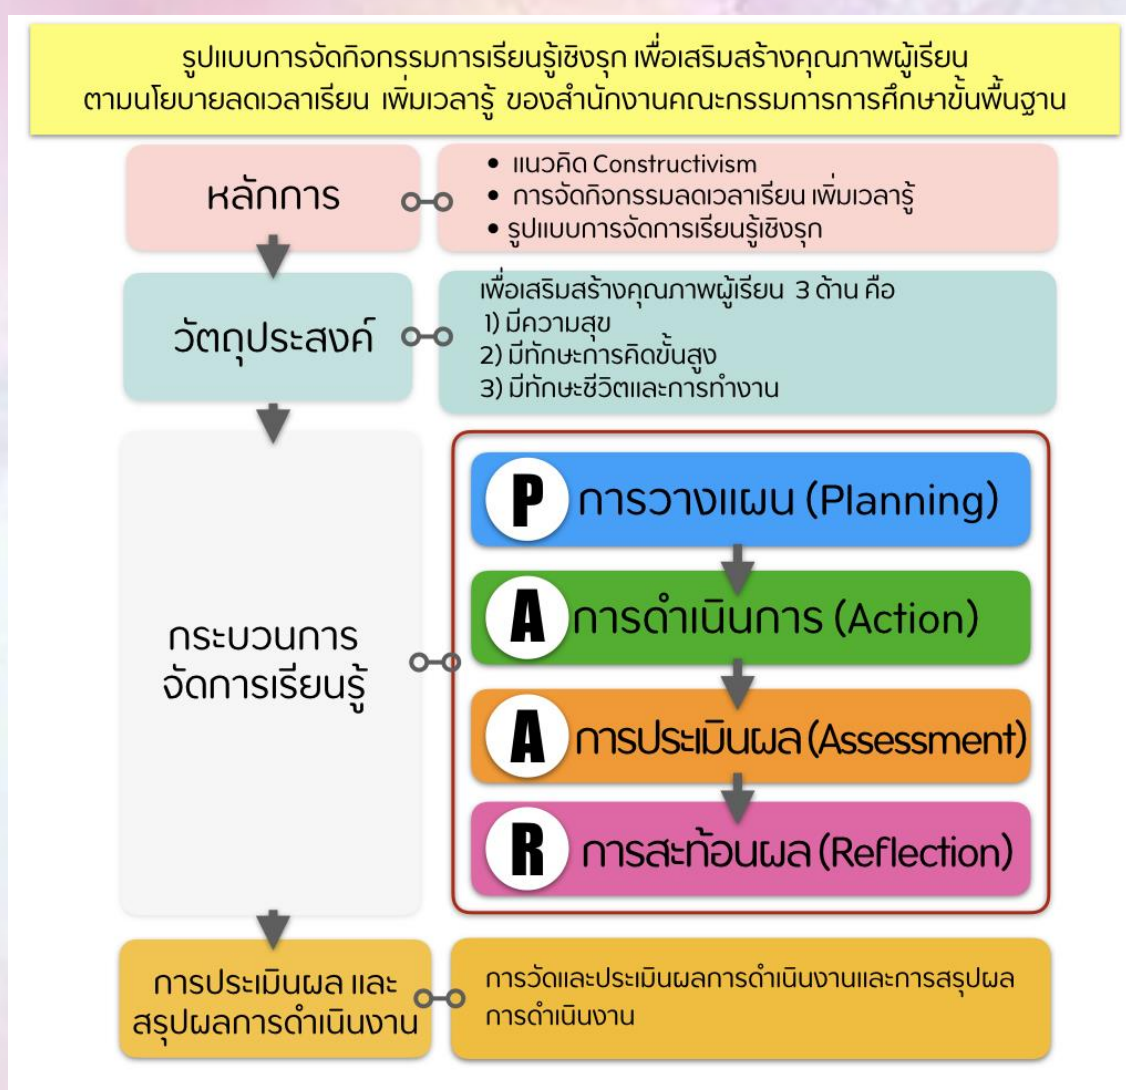 รูปแบบการจัดกิจกรรมการเรียนรู้เชิงรุก เพื่อเสริมสร้างคุณภาพผู้เรียน
ตามนโยบายลดเวลาเรียน เพิ่มเวลารู้ ของสำนักงานคณะกรรมการการศึกษาขั้นพื้นฐาน
หลักการ
• แนวคิด Constructivism
• การจัดกิจกรรมลดเวลาเรียน เพิ่มเวลารู้
• รูปแบบการจัดการเรียนรู้เชิงรุก
วัตถุประสงค์
เพื่อเสริมสร้างคุณภาพผู้เรียน 3 ด้าน คือ
1) มีความสุข
2) มีทักษะการคิดขั้นสูง
3) มีทักษะชีวิตและการทำงาน
กระบวนการ
จัดการเรียนรู้
P การวางแผน (Planning)
A การดำเนินการ (Action)
A การประเมินผล (Assessment)
R การสะท้อนผล (Reflection)
การประเมินผล และ
สรุปผลการดำเนินงาน
การวัดและประเมินผลการดำเนินงานและการสรุปผล
การดำเนินงาน